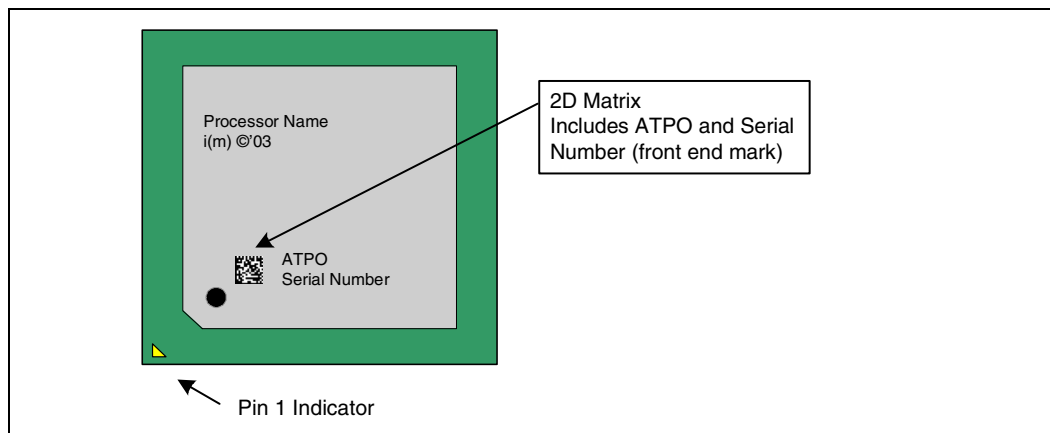 Processor Name
i(m) ©'03
2D Matrix
Includes ATPO and Serial
Number (front end mark)
ATPO
Serial Number
Pin 1 Indicator